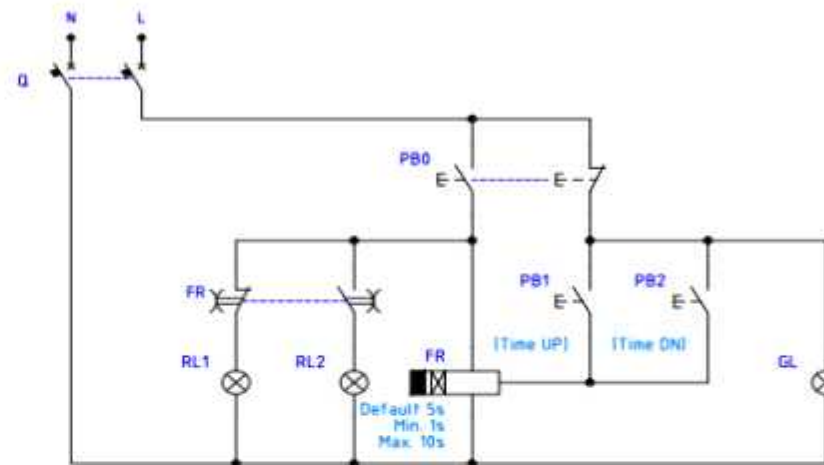 N L
Q
PB0
PB1 PB2
FR
(Time UP) (Time DN)
RL1 RL2 FR GL
Default 5s
Min. 1s
Max. 10s